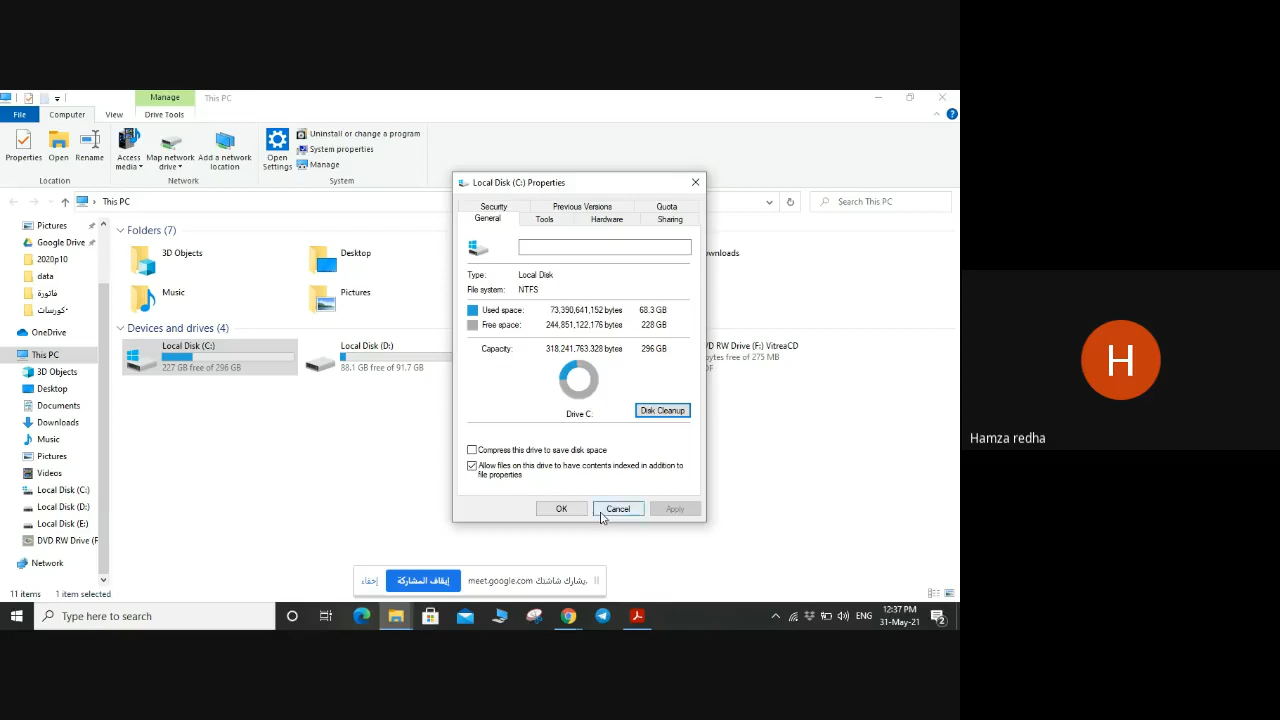 Manage
This PC
File
Computer
View
Drive Tools
Properties
Open
Rename
Access media
Map network drive
Add a network location
Open Settings
Uninstall or change a program
System properties
Manage
Location
Network
System
This PC
Search This PC
Pictures
Google Drive
2020p10
data
فاتورة
كورسات
OneDrive
This PC
3D Objects
Desktop
Documents
Downloads
Music
Pictures
Videos
Local Disk (C:)
Local Disk (D:)
Local Disk (E:)
DVD RW Drive (F
Network
Folders (7)
3D Objects
Desktop
wnloads
Music
Pictures
Devices and drives (4)
Local Disk (C:)
227 GB free of 296 GB
Local Disk (D:)
88.1 GB free of 91.7 GB
D RW Drive (F:) VitreaCD
bytes free of 275 MB
DF
Local Disk (C:) Properties
Security
Previous Versions
Quota
General
Tools
Hardware
Sharing
Type: Local Disk
File system: NTFS
Used space: 73,390,641,152 bytes 68.3 GB
Free space: 244,851,122,176 bytes 228 GB
Capacity: 318,241,763,328 bytes 296 GB
Drive C:
Disk Cleanup
Compress this drive to save disk space
Allow files on this drive to have contents indexed in addition to
file properties
OK
Cancel
Apply
11 items
1 item selected
يشارك شاشتك meet.google.com.
إيقاف المشاركة
إخفاء
Type here to search
ENG
12:37 PM
31-May-21
2
H
Hamza redha